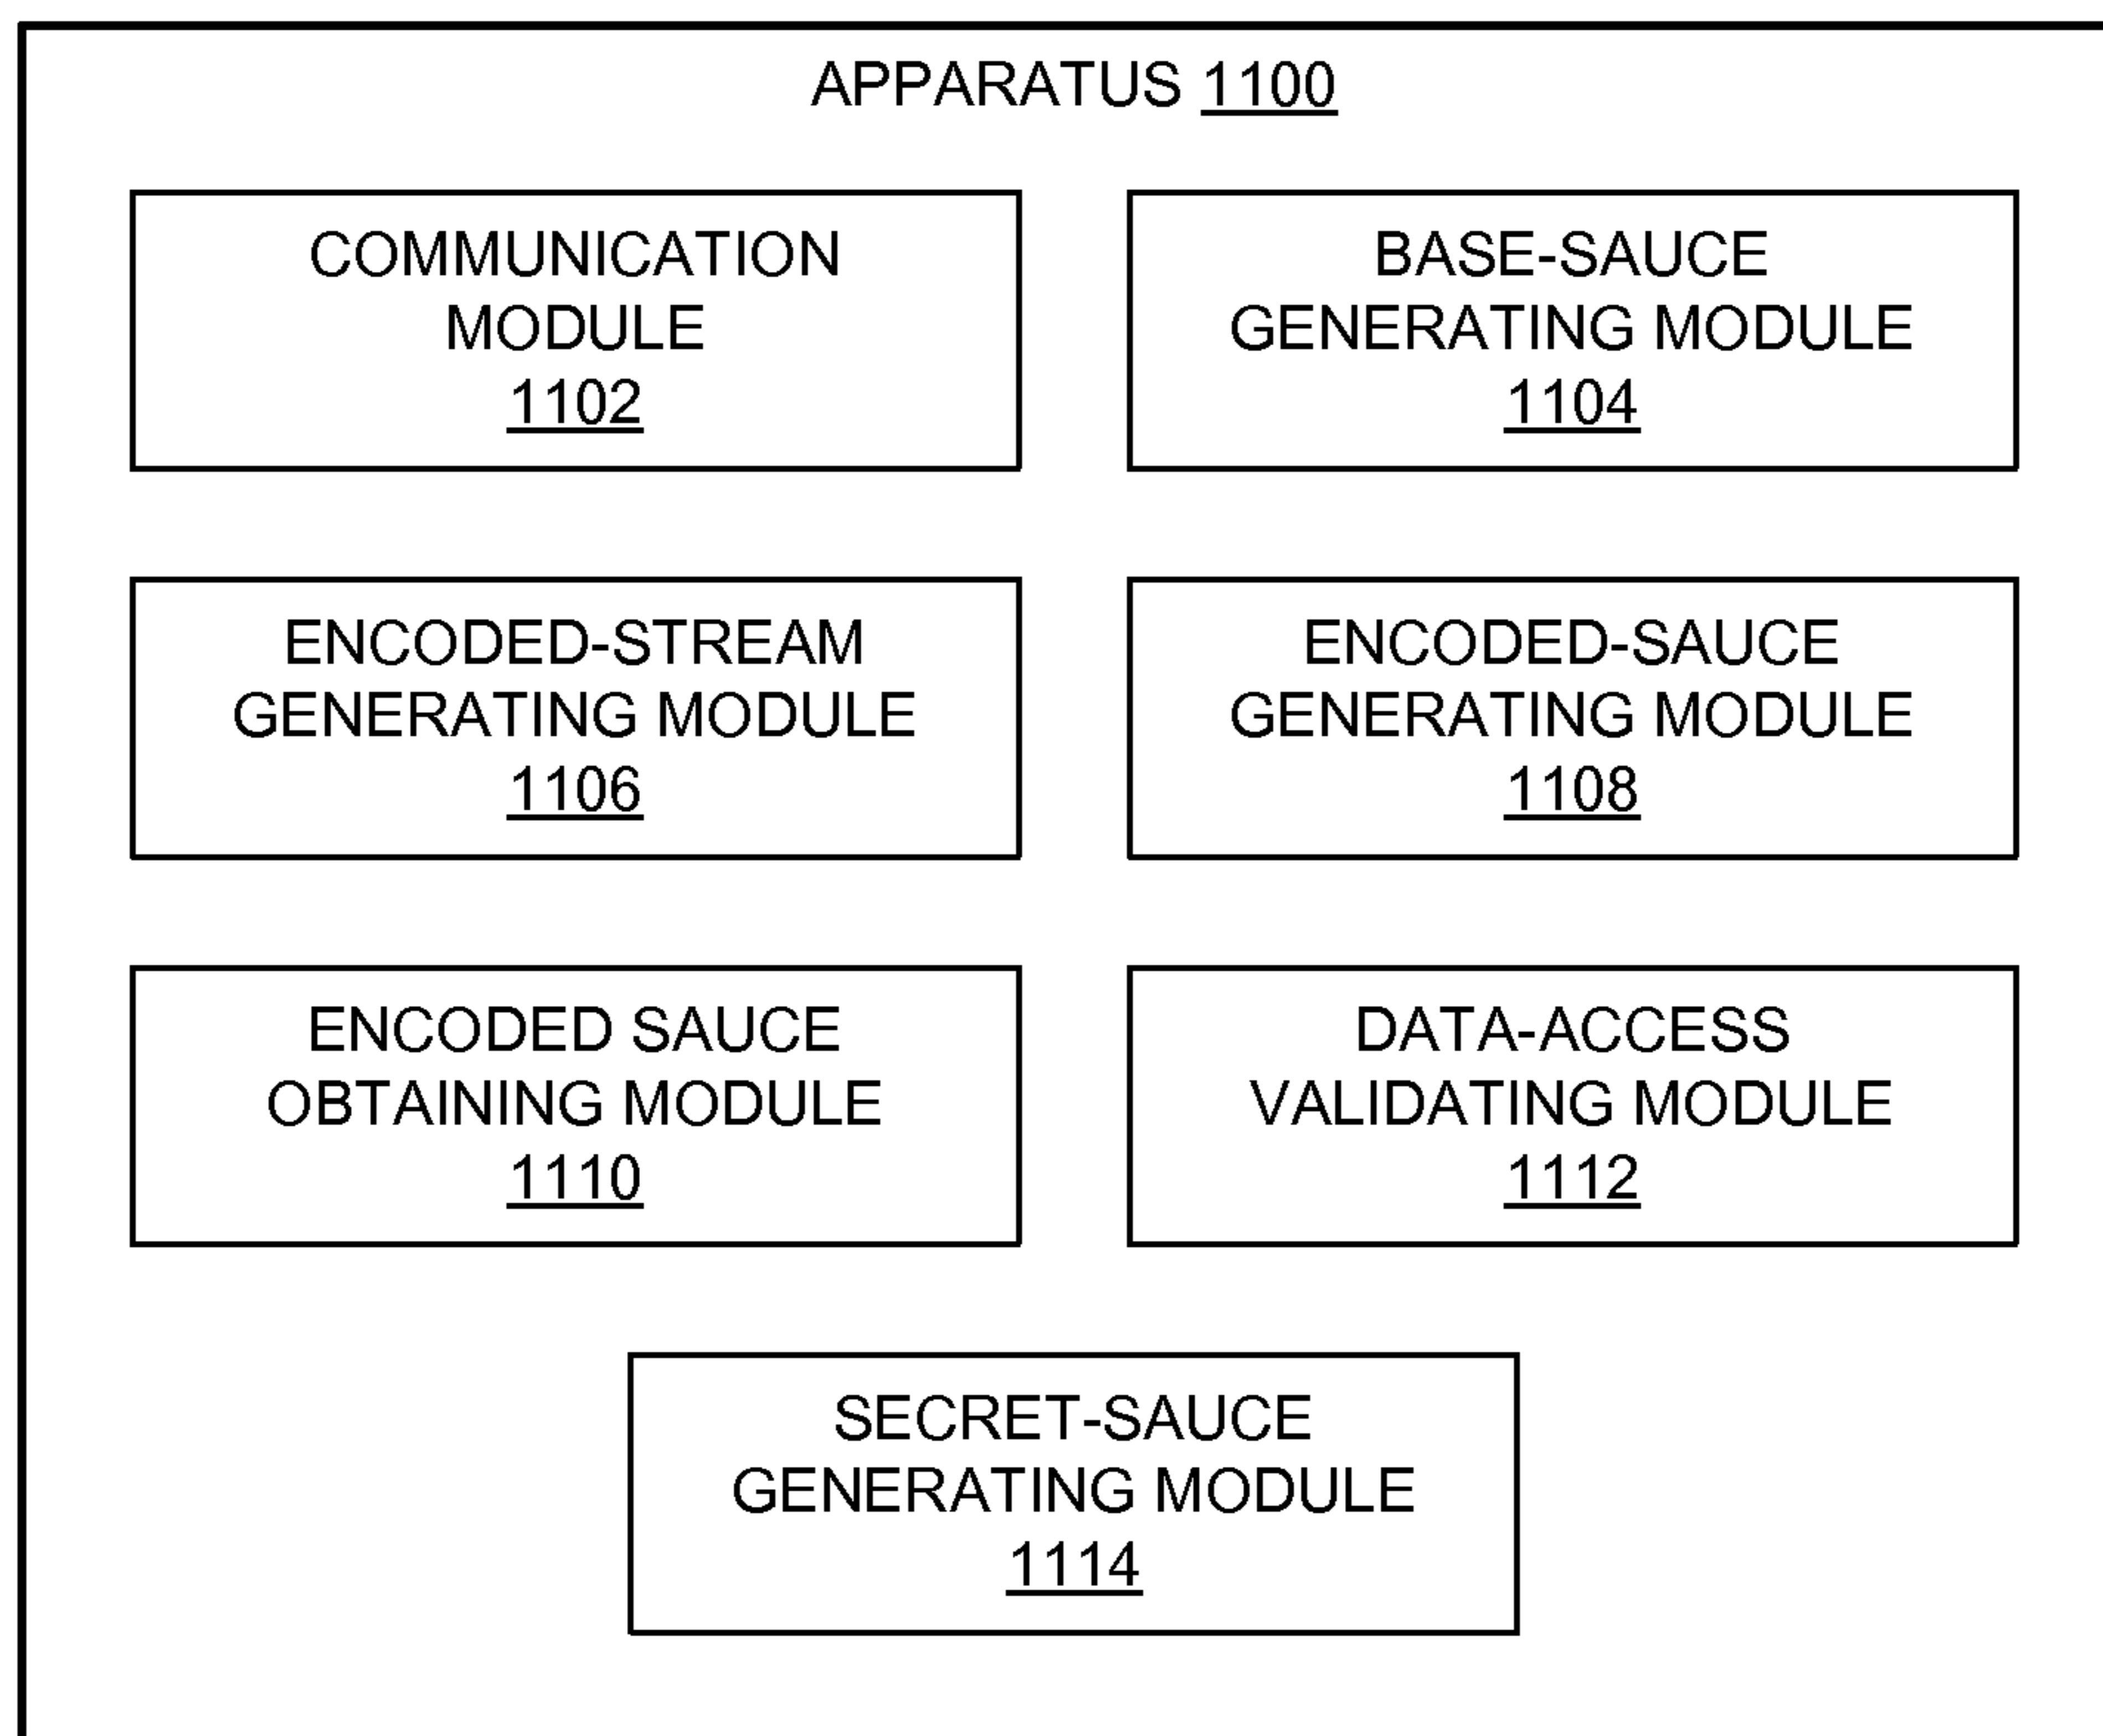 APPARATUS 1100
COMMUNICATION
MODULE
1102
BASE-SAUCE
GENERATING MODULE
1104
ENCODED-STREAM
GENERATING MODULE
1106
ENCODED-SAUCE
GENERATING MODULE
1108
ENCODED SAUCE
OBTAINING MODULE
1110
DATA-ACCESS
VALIDATING MODULE
1112
SECRET-SAUCE
GENERATING MODULE
1114